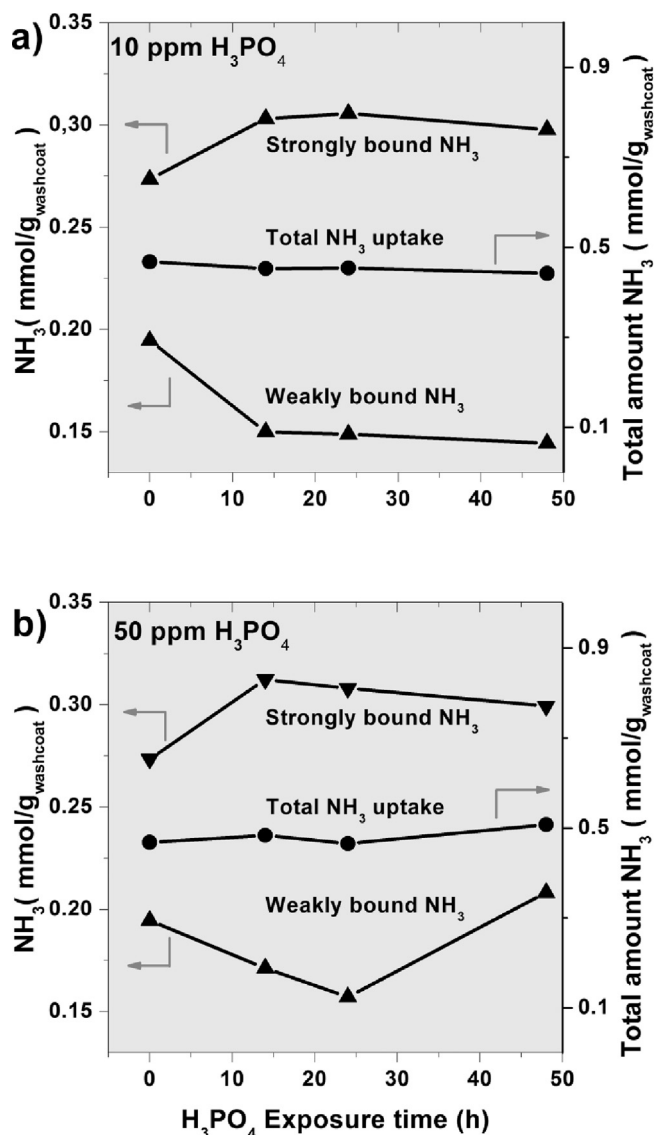 a)
10 ppm H₃PO₄
0.35
0.30
0.25
0.20
0.15
NH₃( mmol/g_washcoat)
Strongly bound NH₃
Total NH₃ uptake
Weakly bound NH₃
0.9
0.5
0.1
Total amount NH₃ ( mmol/g_washcoat)
0 10 20 30 40 50
b)
50 ppm H₃PO₄
0.35
0.30
0.25
0.20
0.15
NH₃( mmol/g_washcoat)
Strongly bound NH₃
Total NH₃ uptake
Weakly bound NH₃
0.9
0.5
0.1
Total amount NH₃ ( mmol/g_washcoat)
0 10 20 30 40 50
H₃PO₄ Exposure time (h)